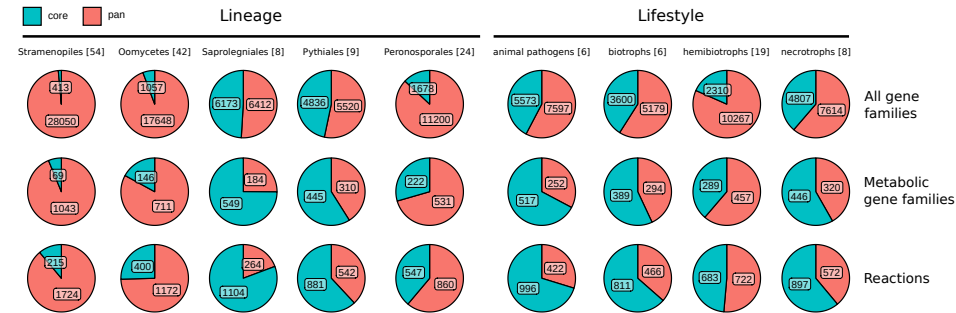 core pan Lineage Lifestyle
Stramenopiles [54] Oomycetes [42] Saprolegniales [8] Pythiales [9] Peronosporales [24] animal pathogens [6] biotrophs [6] hemibiotrophs [19] necrotrophs [8]
413 28050 1057 17648 6173 6412 4836 5520 1678 11200 5573 7597 3600 5179 2310 10267 4807 7614 All gene
families
69 1043 146 711 549 184 445 310 222 531 517 252 389 294 289 457 446 320 Metabolic
gene families
215 1724 400 1172 1104 264 881 542 547 860 996 422 811 466 683 722 897 572 Reactions